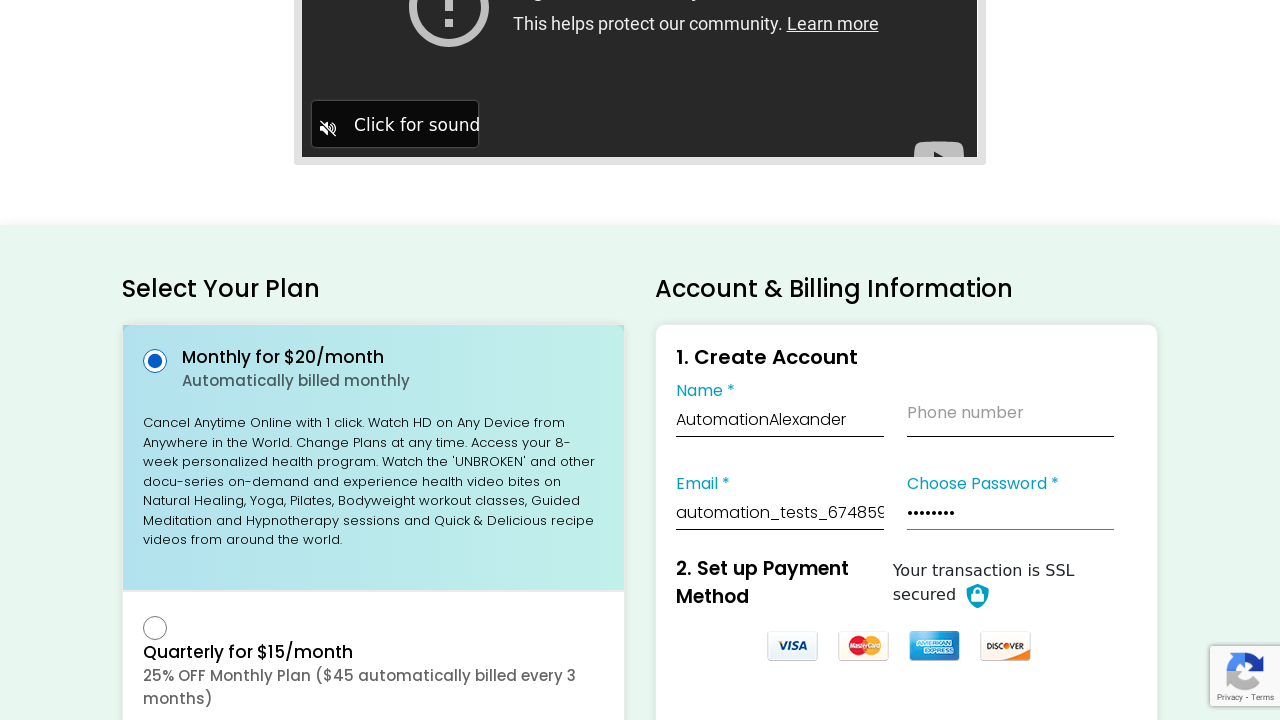 This helps protect our community. Learn more
Click for sound
Select Your Plan
Account & Billing Information
Monthly for $20/month
Automatically billed monthly
Cancel Anytime Online with 1 click. Watch HD on Any Device from
Anywhere in the World. Change Plans at any time. Access your 8-
week personalized health program. Watch the 'UNBROKEN' and other
docu-series on-demand and experience health video bites on
Natural Healing, Yoga, Pilates, Bodyweight workout classes, Guided
Meditation and Hypnotherapy sessions and Quick & Delicious recipe
videos from around the world.
Quarterly for $15/month
25% OFF Monthly Plan ($45 automatically billed every 3
months)
1. Create Account
Name *
AutomationAlexander
Phone number
Email *
Choose Password *
automation_tests_674859
••••••••
2. Set up Payment
Method
Your transaction is SSL
secured
VISA
MasterCard
AMERICAN EXPRESS
DISCOVER
Privacy - Terms